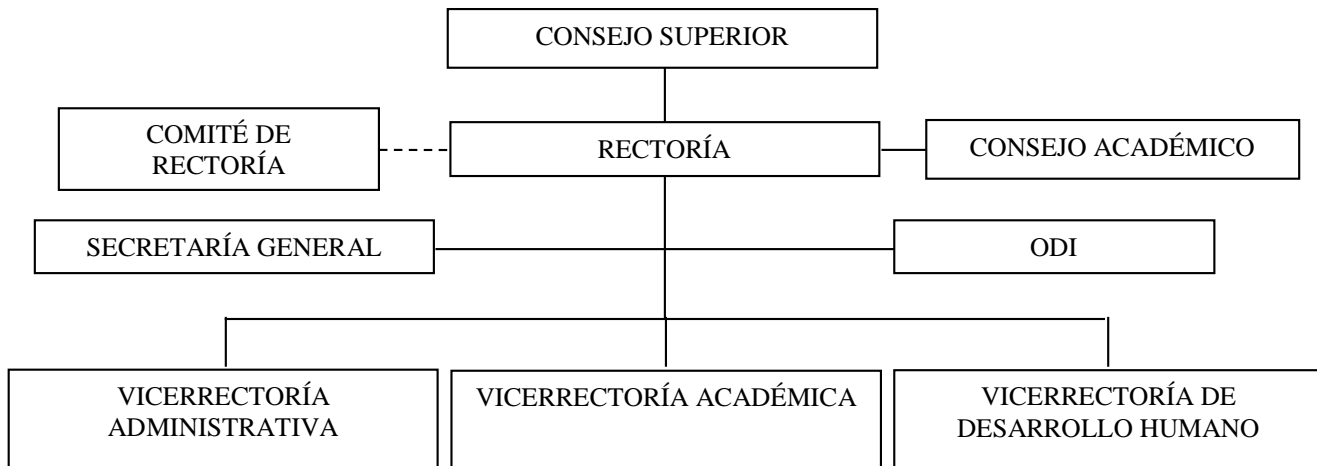 CONSEJO SUPERIOR
COMITÉ DE
RECTORÍA
RECTORÍA
CONSEJO ACADÉMICO
SECRETARÍA GENERAL
ODI
VICERRECTORÍA
ADMINISTRATIVA
VICERRECTORÍA ACADÉMICA
VICERRECTORÍA DE
DESARROLLO HUMANO